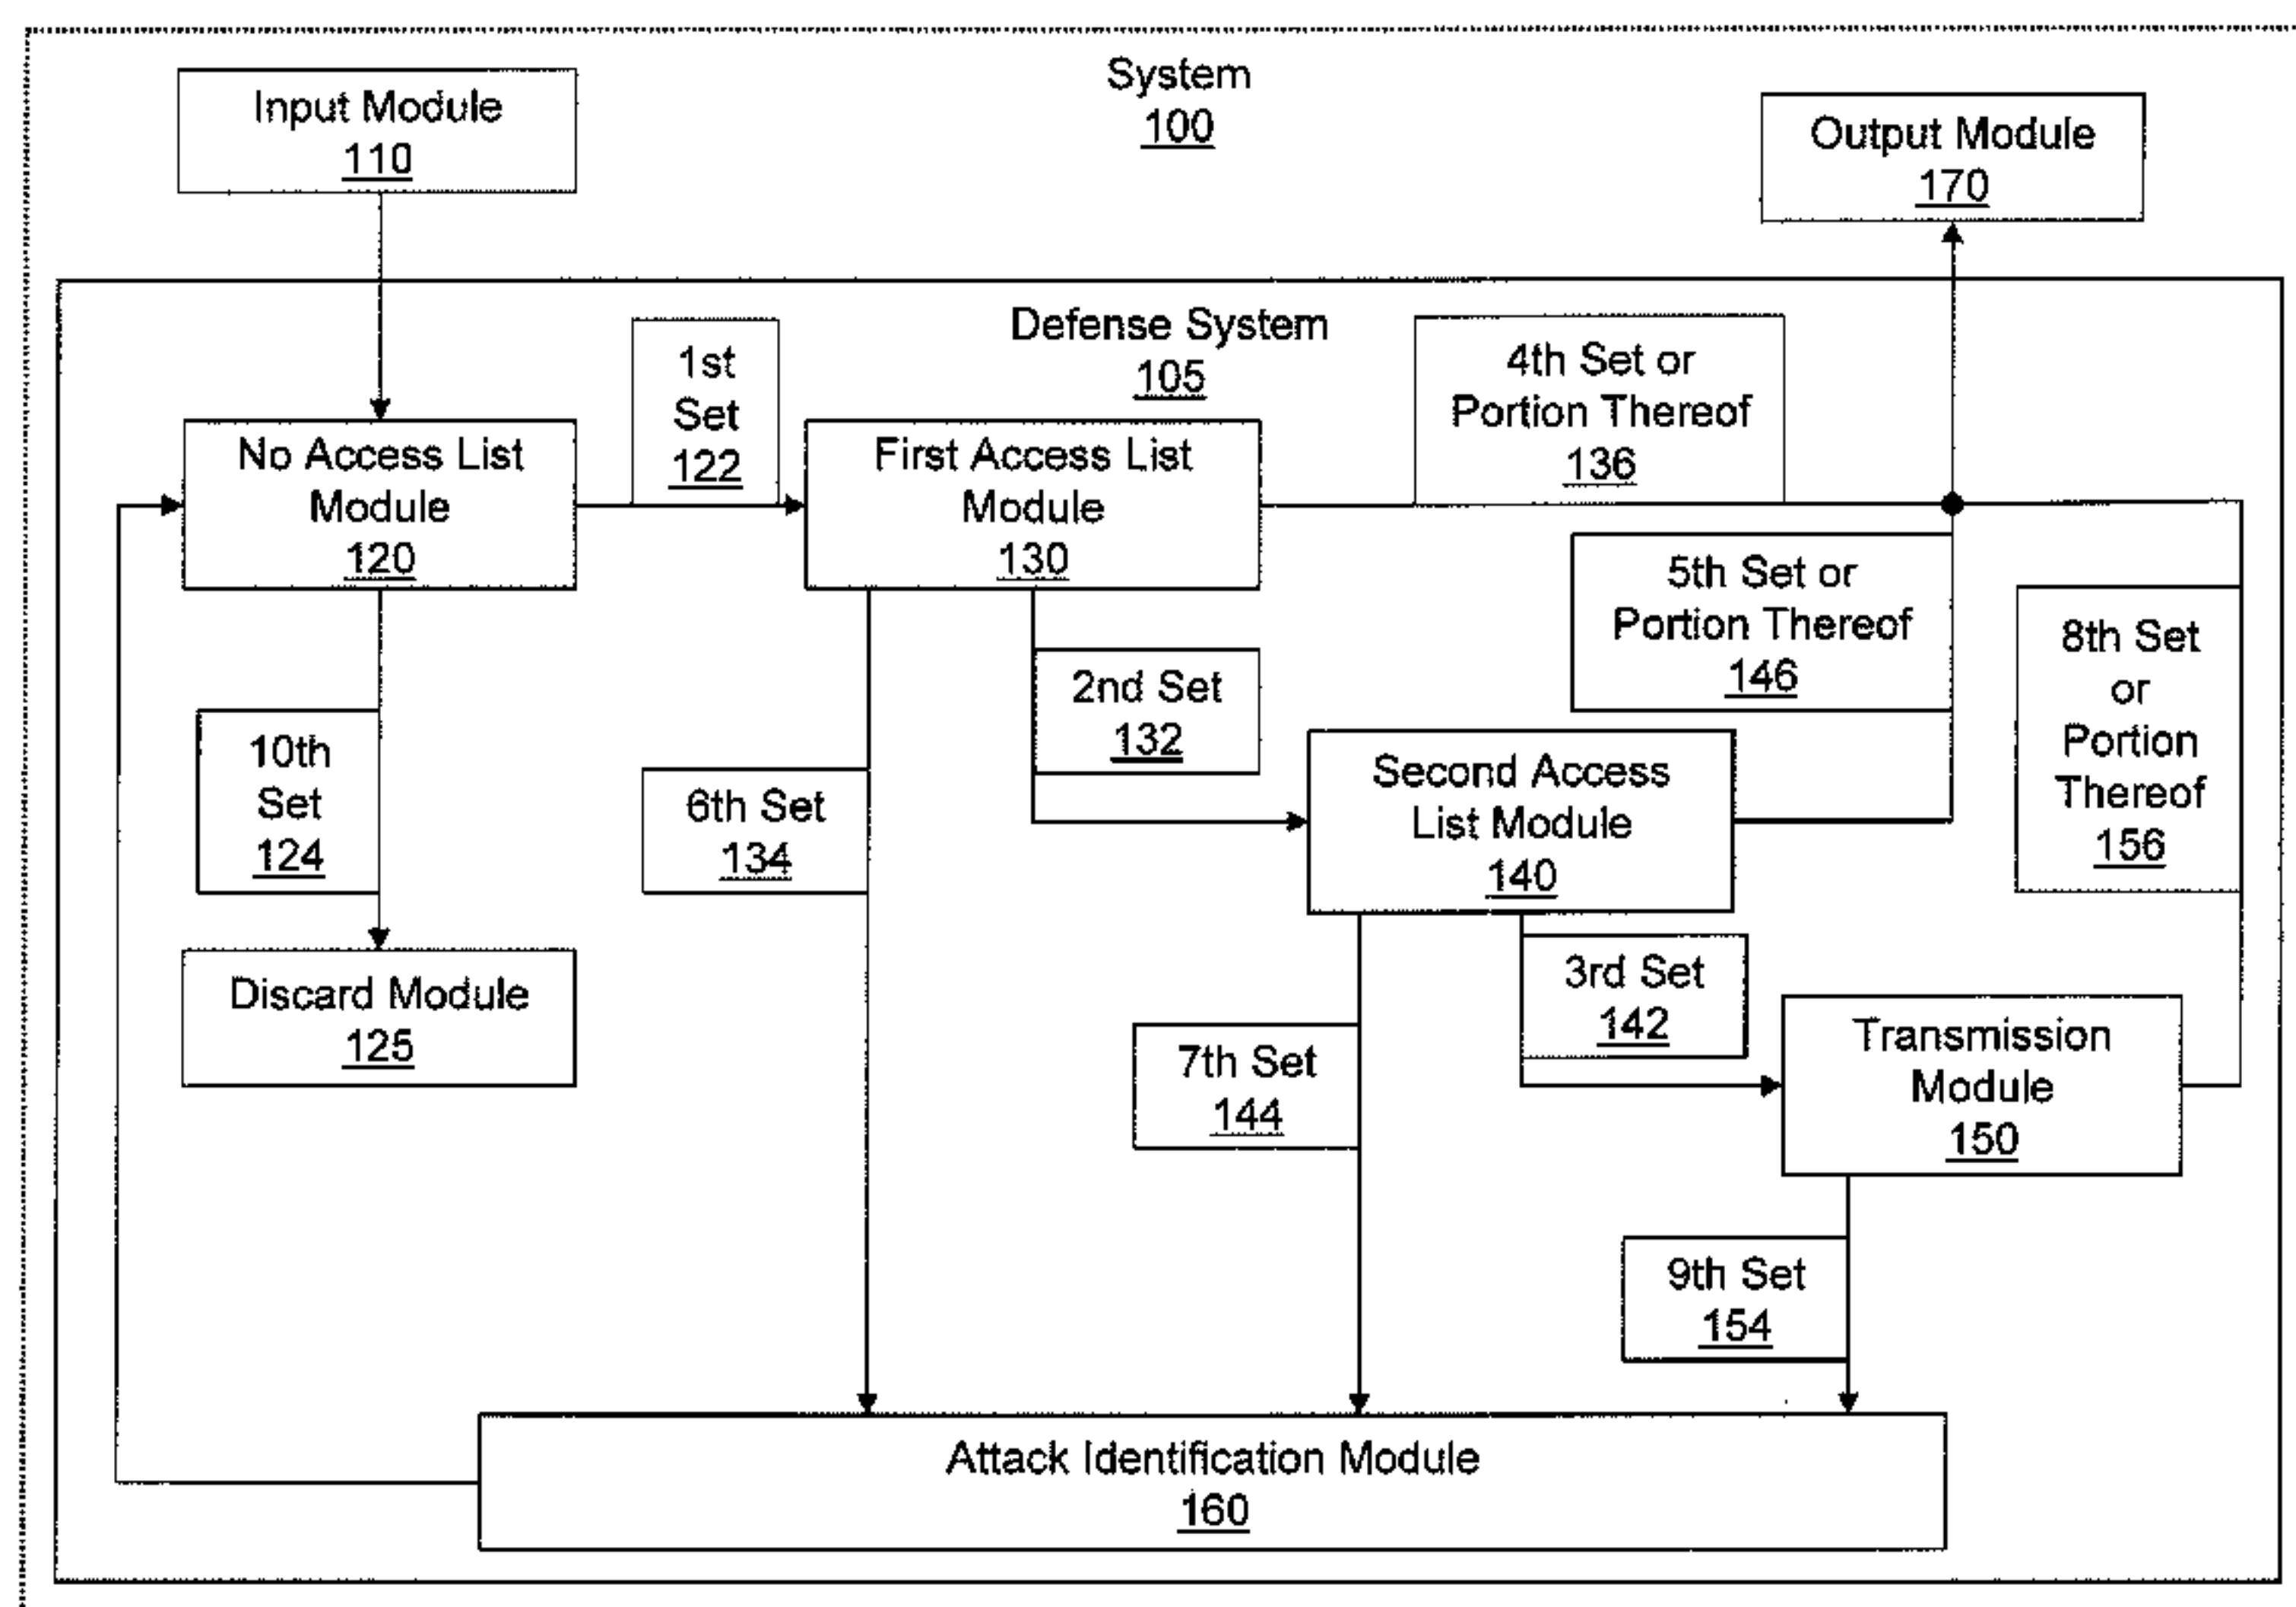 System
100
Input Module
110
Output Module
170
Defense System
105
1st
Set
122
4th Set or
Portion Thereof
136
No Access List
Module
120
First Access List
Module
130
5th Set or
Portion Thereof
146
8th Set
or
Portion
Thereof
156
2nd Set
132
10th
Set
124
6th Set
134
Second Access
List Module
140
Discard Module
125
3rd Set
142
7th Set
144
Transmission
Module
150
9th Set
154
Attack Identification Module
160